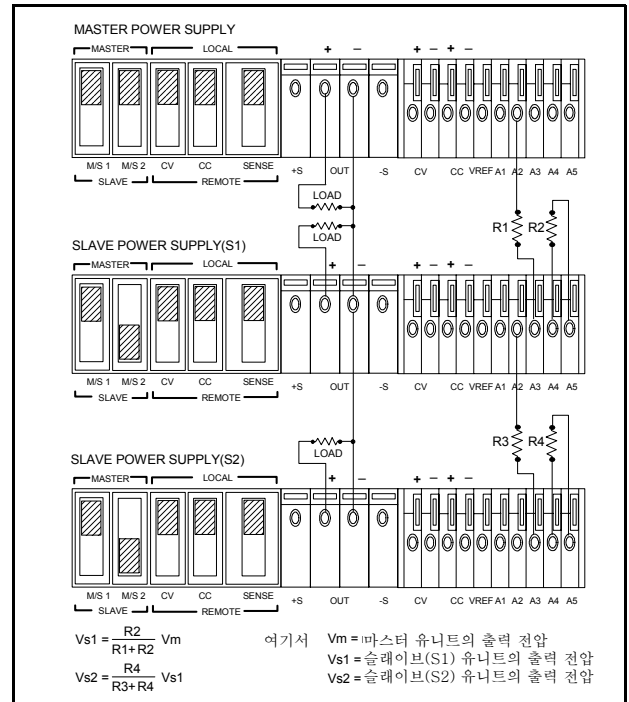 MASTER POWER SUPPLY
MASTER LOCAL + − + − + −
M/S 1 M/S 2 CV CC SENSE +S OUT -S CV CC VREF A1 A2 A3 A4 A5
SLAVE REMOTE
LOAD
R1 R2
LOAD
SLAVE POWER SUPPLY(S1)
MASTER LOCAL + − + − + −
M/S 1 M/S 2 CV CC SENSE +S OUT -S CV CC VREF A1 A2 A3 A4 A5
SLAVE REMOTE
R3 R4
LOAD
SLAVE POWER SUPPLY(S2)
MASTER LOCAL + − + − + −
M/S 1 M/S 2 CV CC SENSE +S OUT -S CV CC VREF A1 A2 A3 A4 A5
SLAVE REMOTE
Vs1 = R2 / R1+R2 Vm 여기서 Vm = 마스터 유니트의 출력 전압
Vs1 = 슬래이브(S1) 유니트의 출력 전압
Vs2 = R4 / R3+R4 Vs1 Vs2 = 슬래이브(S2) 유니트의 출력 전압